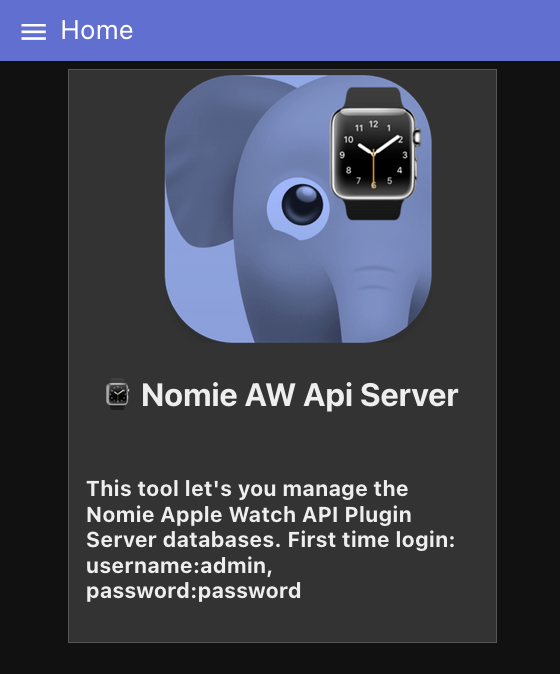 Home
12
11
1
10
2
9
3
8
4
7
5
6
Nomie AW Api Server
This tool let's you manage the
Nomie Apple Watch API Plugin
Server databases. First time login:
username:admin,
password:password